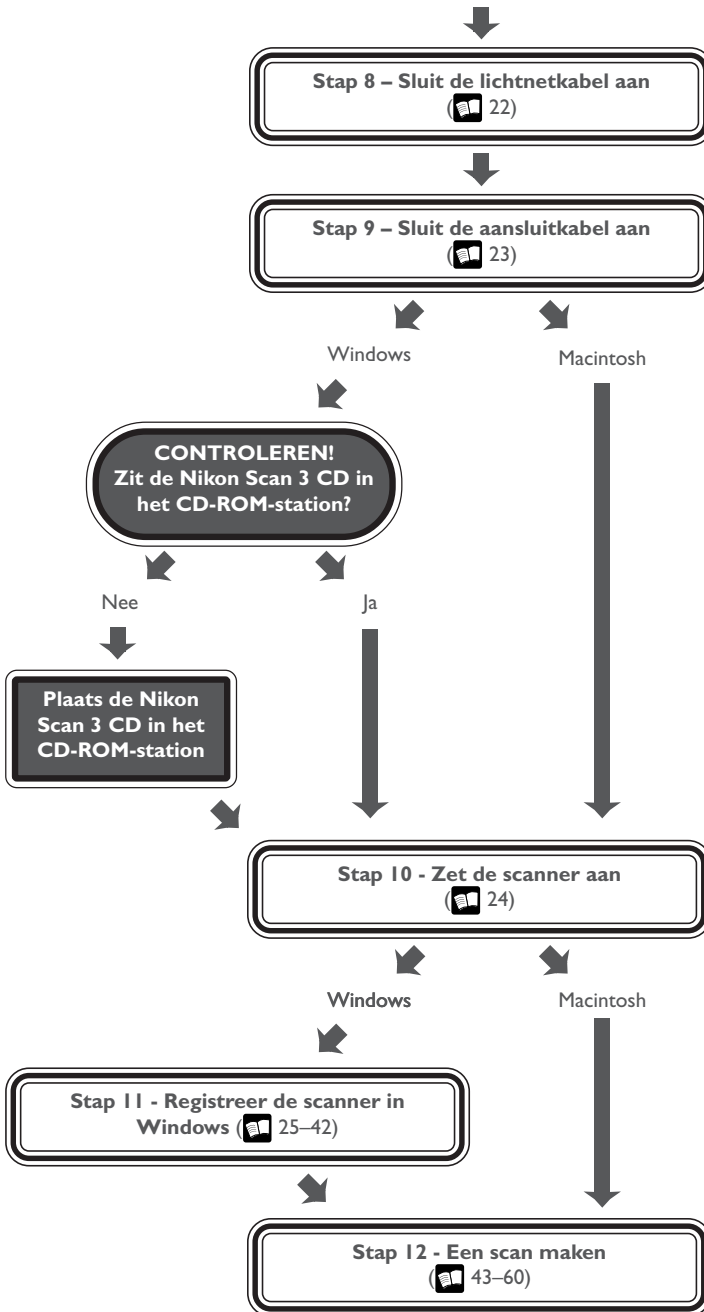 Stap 8 – Sluit de lichtnetkabel aan
( 22)
Stap 9 – Sluit de aansluitkabel aan
( 23)
Windows
Macintosh
CONTROLEREN!
Zit de Nikon Scan 3 CD in
het CD-ROM-station?
Nee
Ja
Plaats de Nikon
Scan 3 CD in het
CD-ROM-station
Stap 10 - Zet de scanner aan
( 24)
Windows
Macintosh
Stap 11 - Registreer de scanner in
Windows ( 25–42)
Stap 12 - Een scan maken
( 43–60)